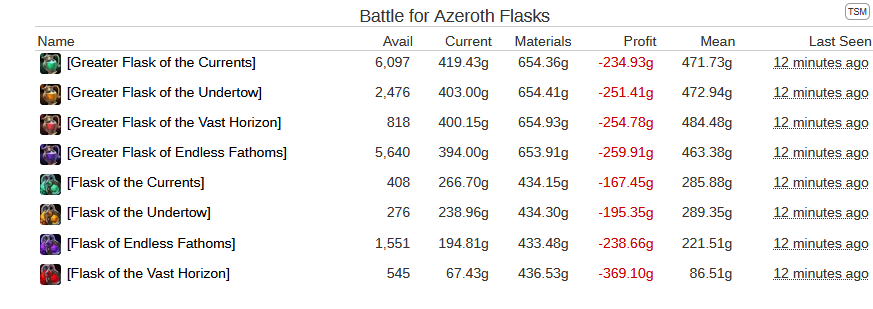 Battle for Azeroth Flasks
TSM
Name Avail Current Materials Profit Mean Last Seen
[Greater Flask of the Currents] 6,097 419.43g 654.36g -234.93g 471.73g 12 minutes ago
[Greater Flask of the Undertow] 2,476 403.00g 654.41g -251.41g 472.94g 12 minutes ago
[Greater Flask of the Vast Horizon] 818 400.15g 654.93g -254.78g 484.48g 12 minutes ago
[Greater Flask of Endless Fathoms] 5,640 394.00g 653.91g -259.91g 463.38g 12 minutes ago
[Flask of the Currents] 408 266.70g 434.15g -167.45g 285.88g 12 minutes ago
[Flask of the Undertow] 276 238.96g 434.30g -195.35g 289.35g 12 minutes ago
[Flask of Endless Fathoms] 1,551 194.81g 433.48g -238.66g 221.51g 12 minutes ago
[Flask of the Vast Horizon] 545 67.43g 436.53g -369.10g 86.51g 12 minutes ago